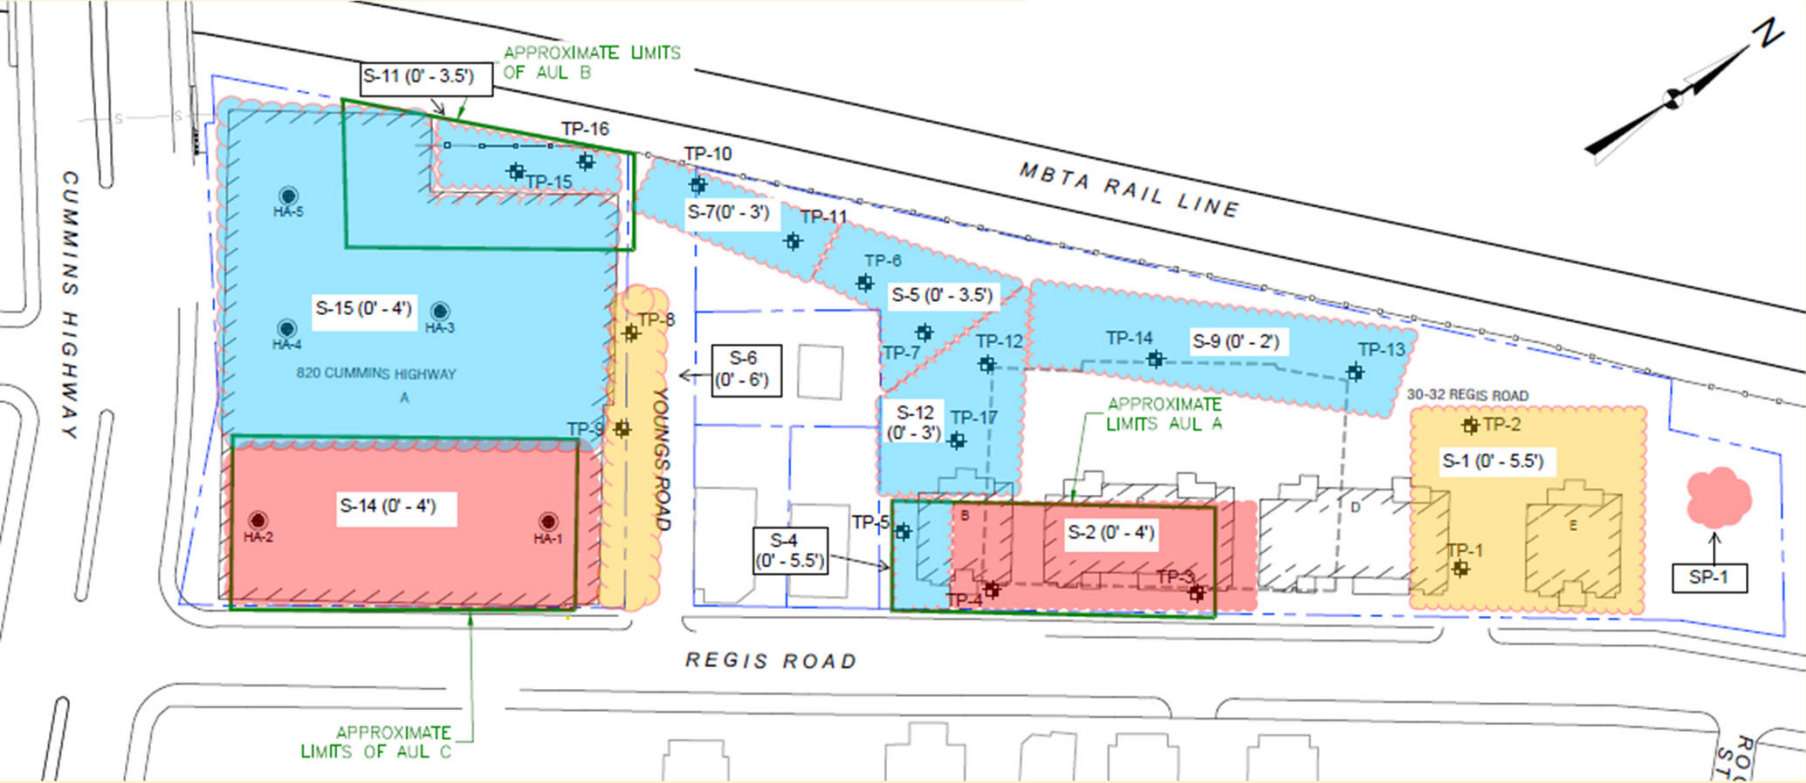 N
APPROXIMATE LIMITS
OF AUL B
S-11 (0' - 3.5')
S
S
TP-16
TP-15
TP-10
MBTA RAIL LINE
CUMMINS HIGHWAY
HA-5
S-7(0' - 3')
TP-11
TP-6
S-5 (0' - 3.5')
S-15 (0' - 4')
HA-3
HA-4
TP-8
TP-7
TP-12
TP-14
S-9 (0' - 2')
TP-13
S-6
(0' - 6')
820 CUMMINS HIGHWAY
A
30-32 REGIS ROAD
APPROXIMATE
LIMITS AUL A
S-12
(0' - 3')
TP-17
TP-9
YOUNGS ROAD
TP-2
S-1 (0' - 5.5')
S-14 (0' - 4')
HA-2
HA-1
TP-5
S-4
(0' - 5.5')
B
S-2 (0' - 4')
D
E
TP-1
TP-3
TP-4
SP-1
REGIS ROAD
APPROXIMATE
LIMITS OF AUL C